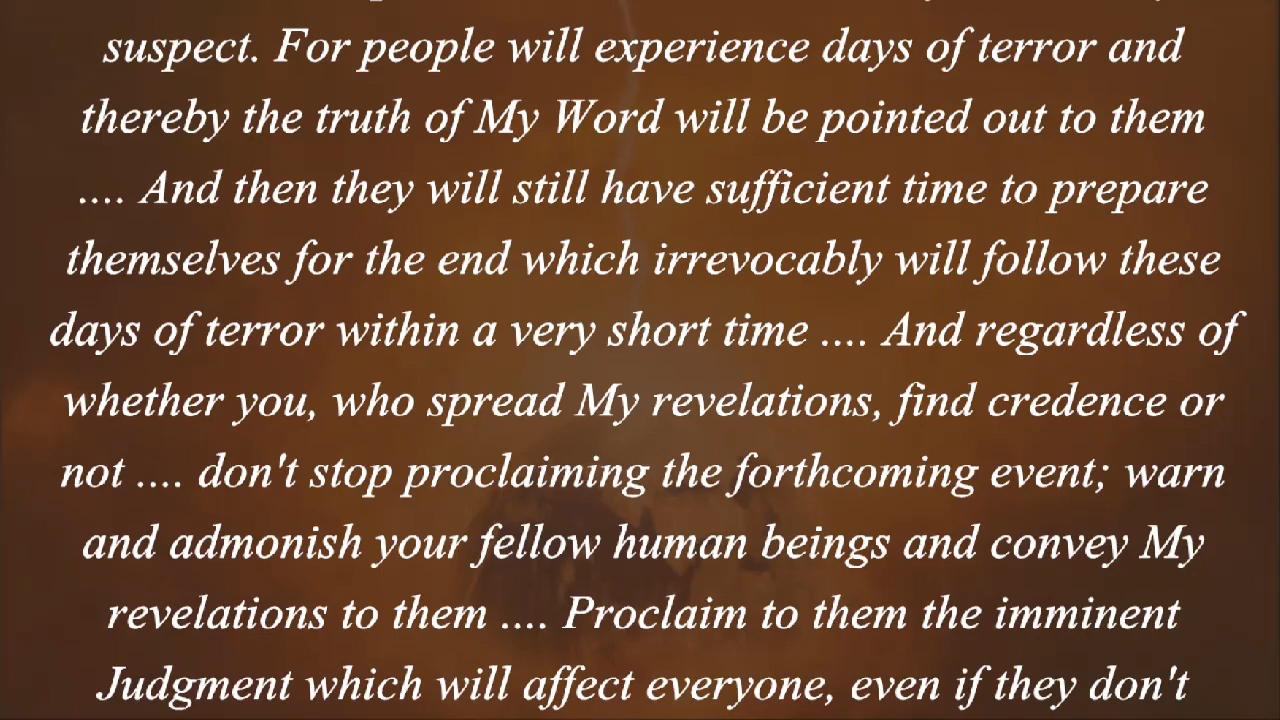 suspect. For people will experience days of terror and
thereby the truth of My Word will be pointed out to them
.... And then they will still have sufficient time to prepare
themselves for the end which irrevocably will follow these
days of terror within a very short time .... And regardless of
whether you, who spread My revelations, find credence or
not .... don't stop proclaiming the forthcoming event; warn
and admonish your fellow human beings and convey My
revelations to them .... Proclaim to them the imminent
Judgment which will affect everyone, even if they don't